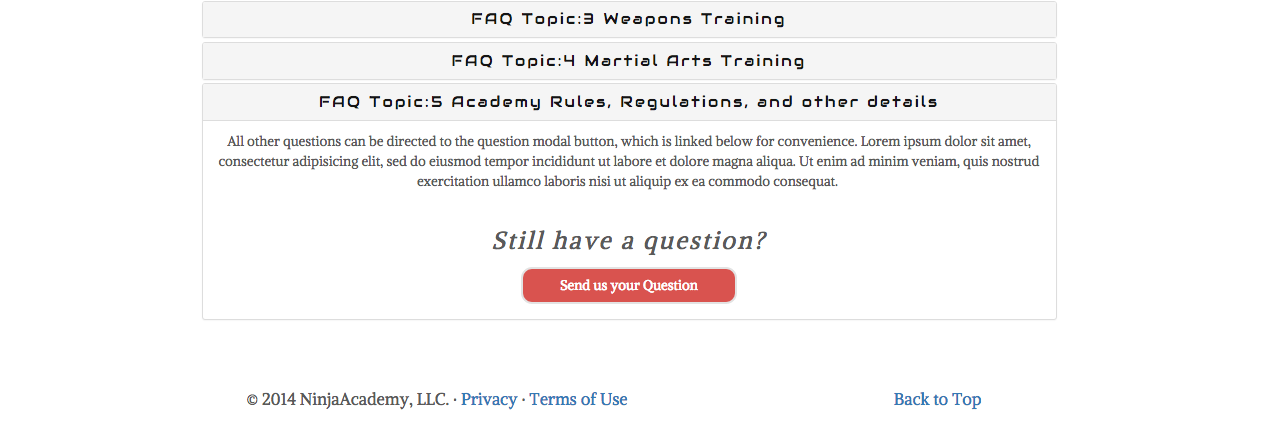 FAQ Topic:3 Weapons Training
FAQ Topic:4 Martial Arts Training
FAQ Topic:5 Academy Rules, Regulations, and other details
All other questions can be directed to the question modal button, which is linked below for convenience. Lorem ipsum dolor sit amet,
consectetur adipisicing elit, sed do eiusmod tempor incididunt ut labore et dolore magna aliqua. Ut enim ad minim veniam, quis nostrud
exercitation ullamco laboris nisi ut aliquip ex ea commodo consequat.
Still have a question?
Send us your Question
© 2014 NinjaAcademy, LLC. · Privacy · Terms of Use
Back to Top